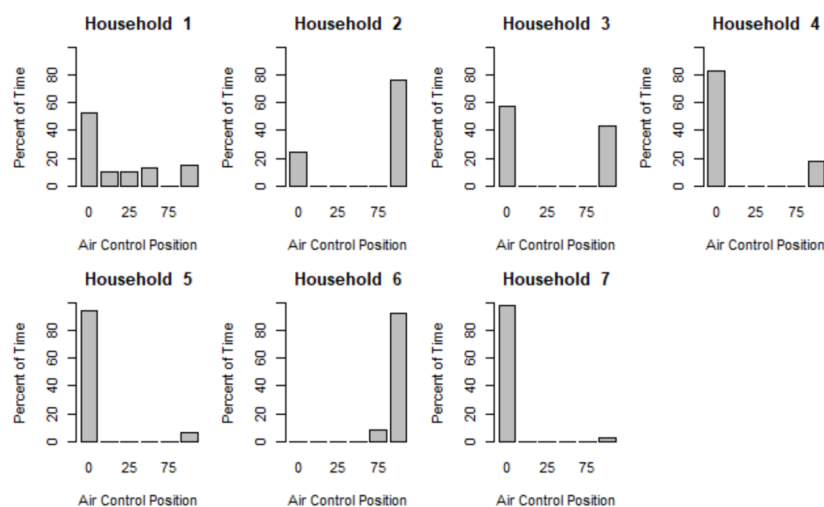 Household 1
Household 2
Household 3
Household 4
Percent of Time
0 20 40 60 80
0 25 75
Air Control Position
Percent of Time
0 20 40 60 80
0 25 75
Air Control Position
Percent of Time
0 20 40 60 80
0 25 75
Air Control Position
Percent of Time
0 20 40 60 80
0 25 75
Air Control Position
Household 5
Household 6
Household 7
Percent of Time
0 20 40 60 80
0 25 75
Air Control Position
Percent of Time
0 20 40 60 80
0 25 75
Air Control Position
Percent of Time
0 20 40 60 80
0 25 75
Air Control Position